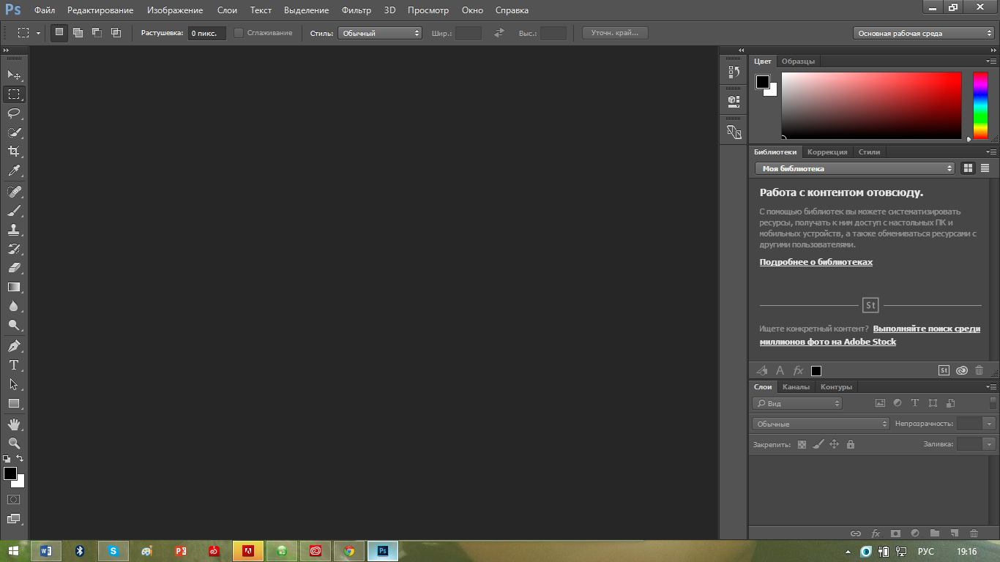 Ps Файл Редактирование Изображение Слои Текст Выделение Фильтр 3D Просмотр Окно Справка
Растушевка: 0 пикс. Сглаживание Стиль: Обычный Шир.: Выс.: Уточн. край... Основная рабочая среда
Цвет Образцы
Библиотеки Коррекция Стили
Моя библиотека
Работа с контентом отовсюду.
С помощью библиотек вы можете систематизировать
ресурсы, получать к ним доступ с настольных ПК и
мобильных устройств, а также обмениваться ресурсами с
другими пользователями.
Подробнее о библиотеках
St
Ищете конкретный контент? Выполняйте поиск среди
миллионов фото на Adobe Stock
A fx St
Слои Каналы Контуры
Вид T
Обычные Непрозрачность:
Закрепить: Заливка:
fx
T
W S P Ps РУС 19:16